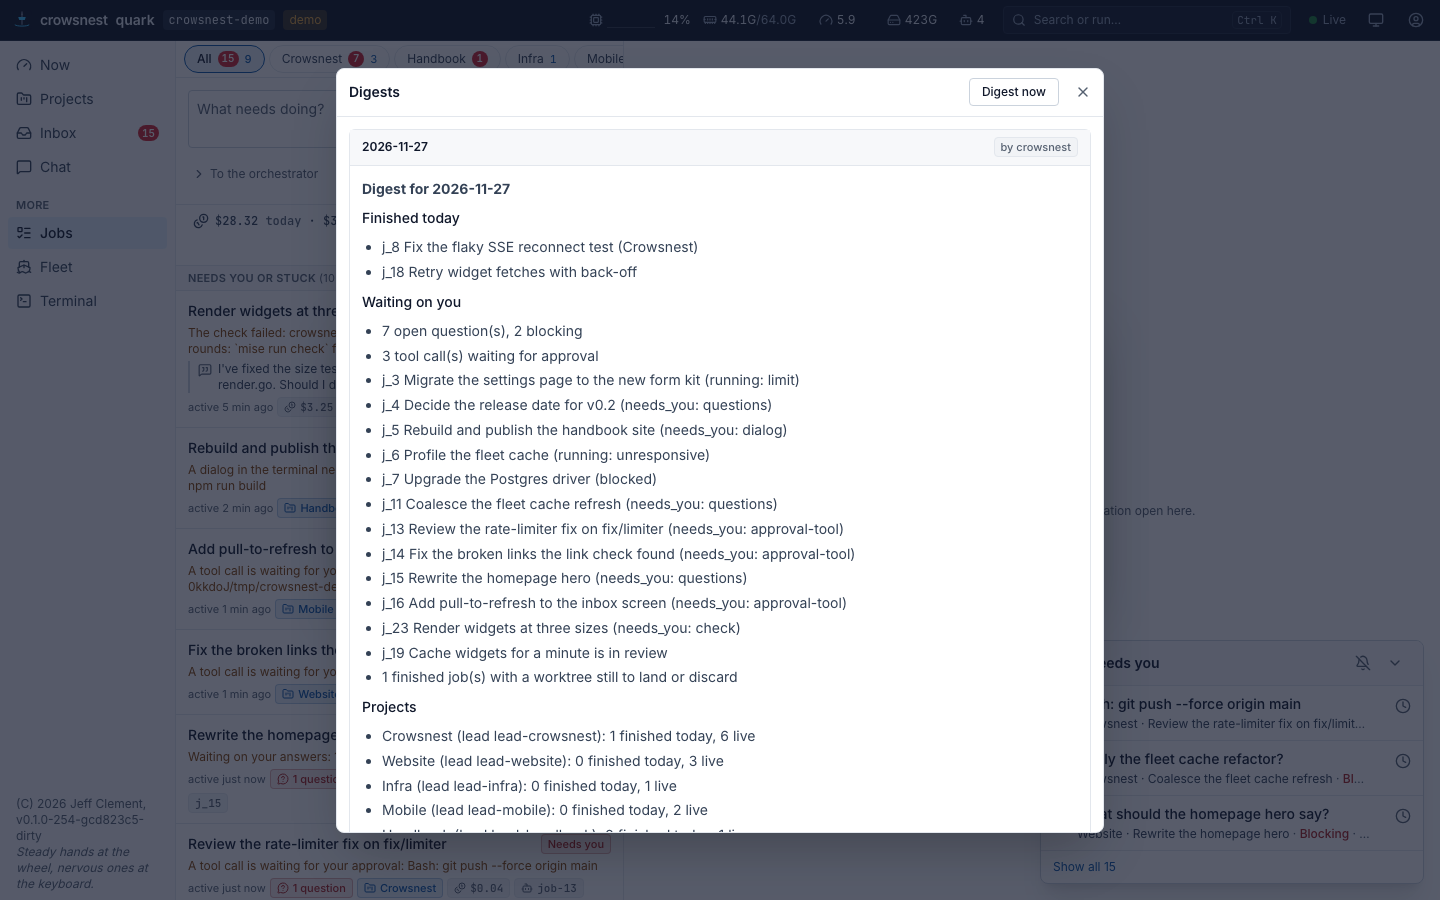 crowsnest quark crowsnest-demo demo
14% 44.1G/64.0G 5.9 423G 4
Search or run... Ctrl K
Live
Now
Projects
Inbox 15
Chat
MORE
Jobs
Fleet
Terminal
(C) 2026 Jeff Clement,
v0.1.0-254-gcd823c5-
dirty
Steady hands at the
wheel, nervous ones at
the keyboard.
All 15 9 Crowsnest 7 3 Handbook 1 Infra 1 Mobile
What needs doing?
To the orchestrator
$28.32 today ·
NEEDS YOU OR STUCK (10
Render widgets at thre
The check failed: crowsne
rounds: `mise run check`
I've fixed the size tes
render.go. Should I d
active 5 min ago $3.25
Rebuild and publish th
A dialog in the terminal ne
npm run build
active 2 min ago Handb
Add pull-to-refresh to
A tool call is waiting for yo
0kkdoJ/tmp/crowsnest-de
active 1 min ago Mobile
Fix the broken links the
A tool call is waiting for yo
active 1 min ago Websit
Rewrite the homepage
Waiting on your answers:
active just now 1 questio
j_15
Review the rate-limiter fix on fix/limiter Needs you
A tool call is waiting for your approval: Bash: git push --force origin main
active just now 1 question Crowsnest $0.04 job-13
Digests Digest now
2026-11-27 by crowsnest
Digest for 2026-11-27
Finished today
• j_8 Fix the flaky SSE reconnect test (Crowsnest)
• j_18 Retry widget fetches with back-off
Waiting on you
• 7 open question(s), 2 blocking
• 3 tool call(s) waiting for approval
• j_3 Migrate the settings page to the new form kit (running: limit)
• j_4 Decide the release date for v0.2 (needs_you: questions)
• j_5 Rebuild and publish the handbook site (needs_you: dialog)
• j_6 Profile the fleet cache (running: unresponsive)
• j_7 Upgrade the Postgres driver (blocked)
• j_11 Coalesce the fleet cache refresh (needs_you: questions)
• j_13 Review the rate-limiter fix on fix/limiter (needs_you: approval-tool)
• j_14 Fix the broken links the link check found (needs_you: approval-tool)
• j_15 Rewrite the homepage hero (needs_you: questions)
• j_16 Add pull-to-refresh to the inbox screen (needs_you: approval-tool)
• j_23 Render widgets at three sizes (needs_you: check)
• j_19 Cache widgets for a minute is in review
• 1 finished job(s) with a worktree still to land or discard
Projects
• Crowsnest (lead lead-crowsnest): 1 finished today, 6 live
• Website (lead lead-website): 0 finished today, 3 live
• Infra (lead lead-infra): 0 finished today, 1 live
• Mobile (lead lead-mobile): 0 finished today, 2 live
ation open here.
eeds you
h: git push --force origin main
wsnest · Review the rate-limiter fix on fix/limit...
ly the fleet cache refactor?
wsnest · Coalesce the fleet cache refresh · Bl...
at should the homepage hero say?
Website · Rewrite the homepage hero · Blocking · ...
Show all 15